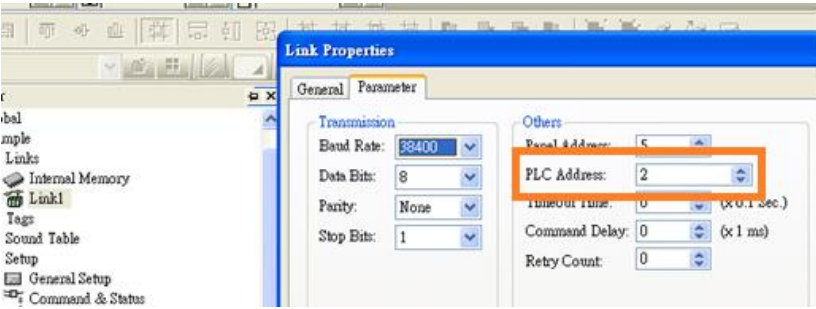 Link Properties
General Parameter
bal
mple
Links
Internal Memory
Link1
Tags
Sound Table
Setup
General Setup
Command & Status
Transmission
Baud Rate: 38400
Data Bits: 8
Parity: None
Stop Bits: 1
Others
Panel Address: 5
PLC Address: 2
Timeout Time: 0 (x 0.1 Sec.)
Command Delay: 0 (x 1 ms)
Retry Count: 0